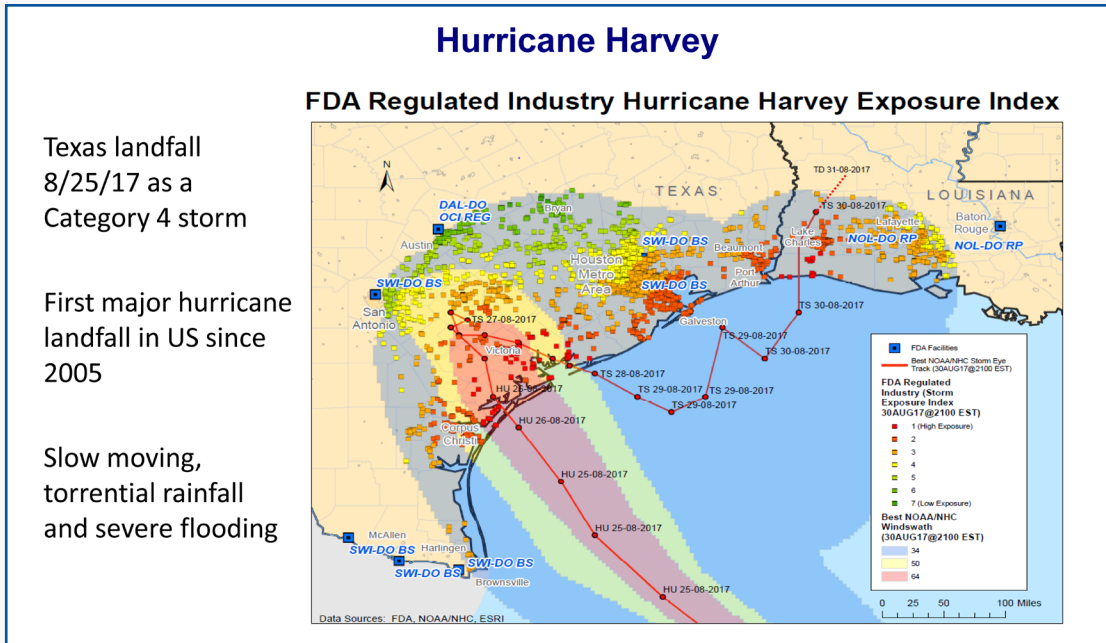 Hurricane Harvey
FDA Regulated Industry Hurricane Harvey Exposure Index
Texas landfall
8/25/17 as a
Category 4 storm
First major hurricane
landfall in US since
2005
Slow moving,
torrential rainfall
and severe flooding
N
TD 31-08-2017
TEXAS
LOUISIANA
DAL-DO
OCI REG
Bryan
TS 30-08-2017
Lafayette
Baton
Rouge
Austin
SWI-DO BS
Beaumont
Lake
Charles
NOL-DO RP
NOL-DO RP
Houston
Metro
Area
Port
Arthur
SWI-DO BS
SWI-DO BS
San
Antonio
Galveston
TS 30-08-2017
TS 27-08-2017
TS 29-08-2017
Victoria
TS 30-08-2017
TS 28-08-2017
HU 26-08-2017
TS 29-08-2017
TS 29-08-2017
TS 29-08-2017
Corpus
Christi
HU 26-08-2017
HU 25-08-2017
HU 25-08-2017
HU 25-08-2017
McAllen
SWI-DO BS
Harlingen
SWI-DO BS
SWI-DO BS
Brownsville
FDA Facilities
Best NOAA/NHC Storm Eye
Track (30AUG17@2100 EST)
FDA Regulated
Industry (Storm
Exposure Index
30AUG17@2100 EST)
1 (High Exposure)
2
3
4
5
6
7 (Low Exposure)
Best NOAA/NHC
Windswath
(30AUG17@2100 EST)
34
50
64
0 25 50 100 Miles
Data Sources: FDA, NOAA/NHC, ESRI